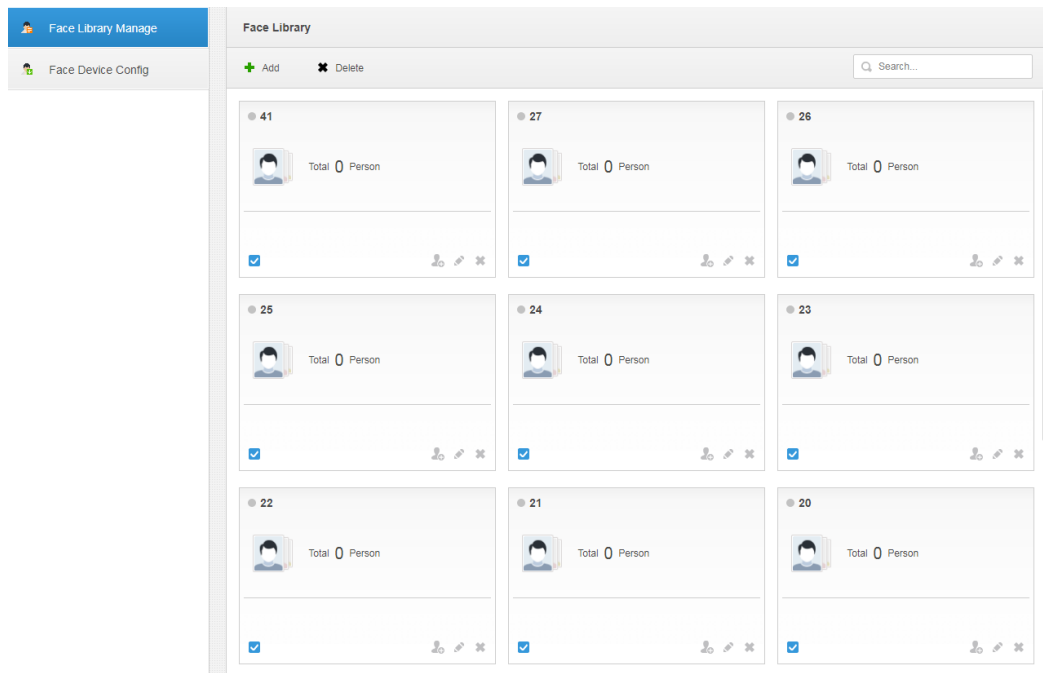 Face Library Manage
Face Device Config
Face Library
Add Delete Search...
41 27 26
Total 0 Person Total 0 Person Total 0 Person
25 24 23
Total 0 Person Total 0 Person Total 0 Person
22 21 20
Total 0 Person Total 0 Person Total 0 Person